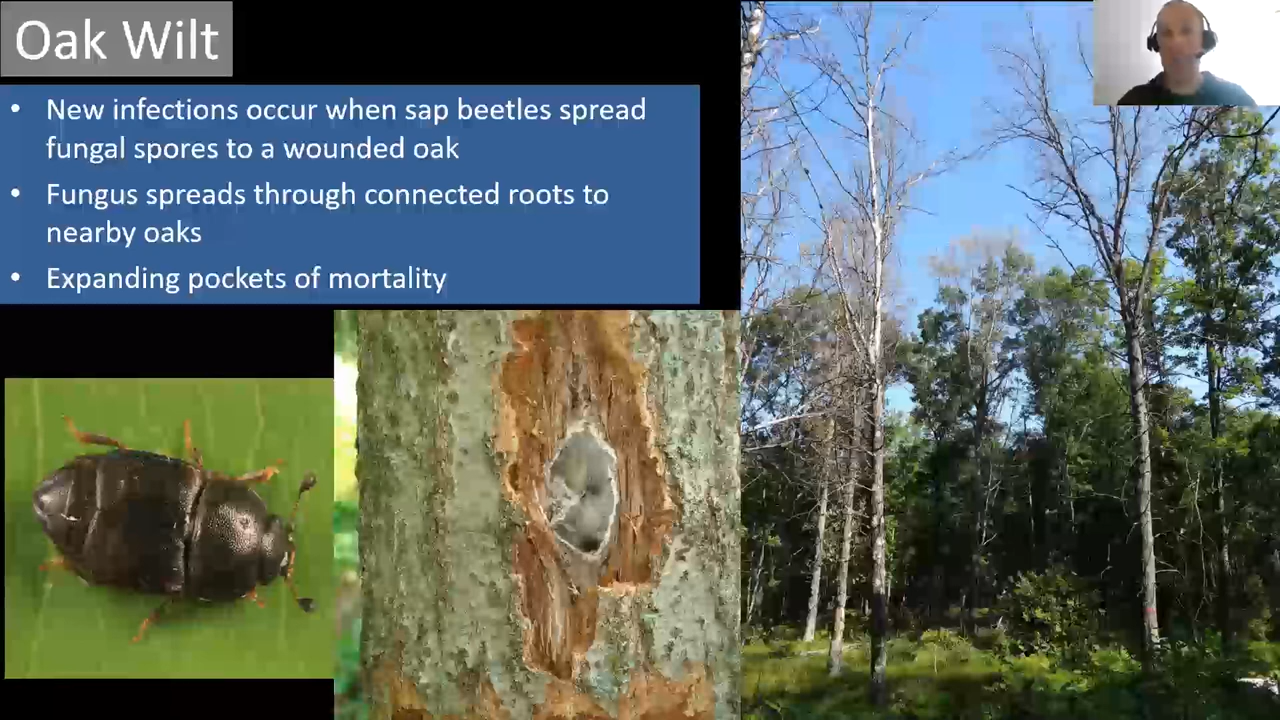 Oak Wilt
• New infections occur when sap beetles spread
fungal spores to a wounded oak
• Fungus spreads through connected roots to
nearby oaks
• Expanding pockets of mortality